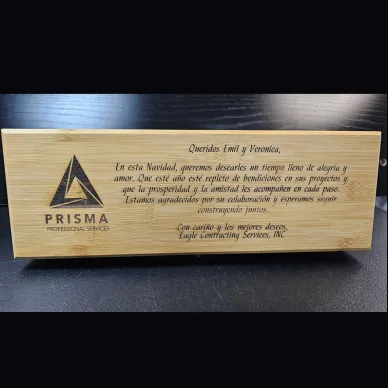 PRISMA
PROFESSIONAL SERVICES
Queridos Emil y Veronica,
En esta Navidad, queremos desearles un tiempo lleno de alegría y
amor. Que esté año esté repleto de bendiciones en sus proyectos y
que la prosperidad y la amistad les acompañen en cada paso.
Estamos agradecidos por su colaboración y esperamos seguir
construyendo juntos.
Con cariño y los mejores deseos,
Eagle Contracting Services, INC